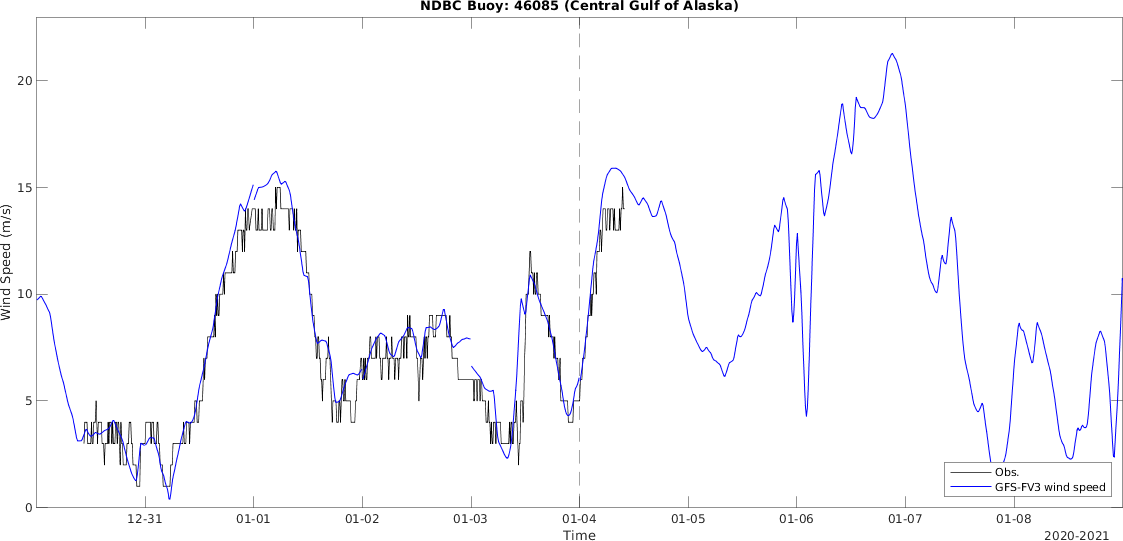 NDBC Buoy: 46085 (Central Gulf of Alaska)
Wind Speed (m/s)
20
15
10
5
0
12-31 01-01 01-02 01-03 01-04 01-05 01-06 01-07 01-08
Time
2020-2021
Obs.
GFS-FV3 wind speed